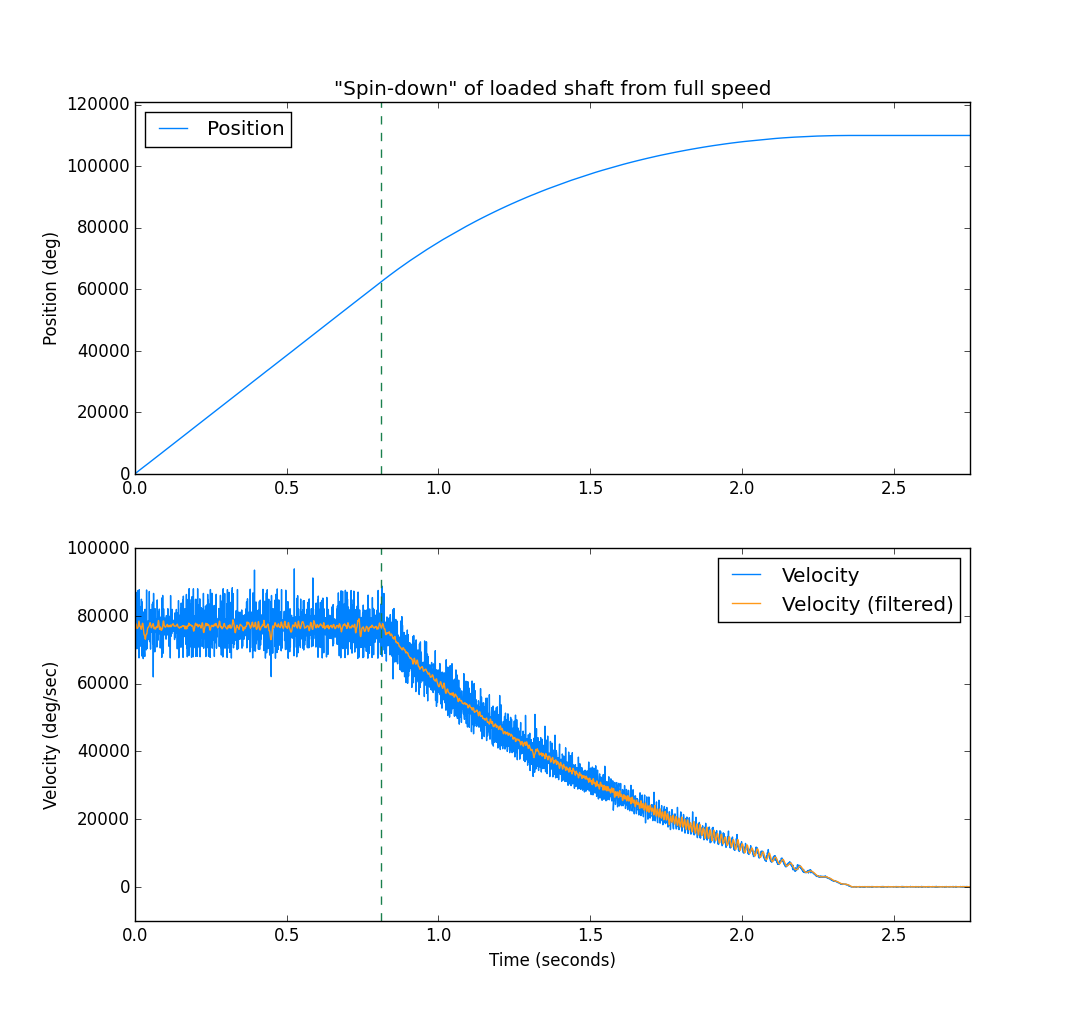 "Spin-down" of loaded shaft from full speed
120000
100000
80000
60000
40000
20000
0
Position (deg)
Position
0.0 0.5 1.0 1.5 2.0 2.5
100000
80000
60000
40000
20000
0
Velocity (deg/sec)
Velocity
Velocity (filtered)
0.0 0.5 1.0 1.5 2.0 2.5
Time (seconds)